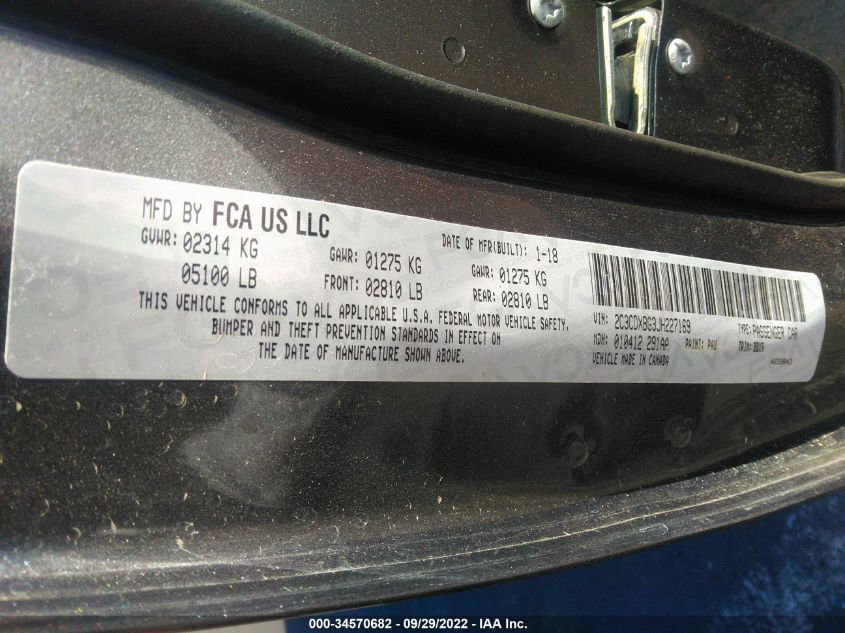 MFD BY FCA US LLC
DATE OF MFR(BUILT): 1-18
GVWR: 02314 KG GAWR: 01275 KG GAWR: 01275 KG
05100 LB FRONT: 02810 LB REAR: 02810 LB
THIS VEHICLE CONFORMS TO ALL APPLICABLE U.S.A. FEDERAL MOTOR VEHICLE SAFETY,
BUMPER AND THEFT PREVENTION STANDARDS IN EFFECT ON
THE DATE OF MANUFACTURE SHOWN ABOVE.
VIN: 2C3CDXBG3JH227169 TYPE: PASSENGER CAR
MDH: 010412 291AA PAINT: PAU TRIM:
VEHICLE MADE IN CANADA
000-34570682 / 09/29/2022 - IAA Inc.